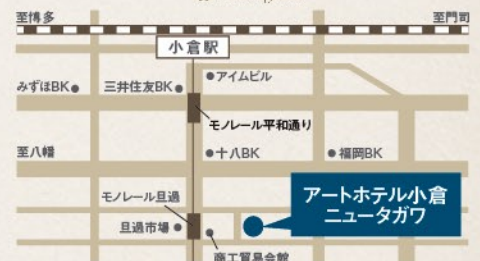 至博多
至門司
小倉駅
アイムビル
みずほBK
三井住友BK
モノレール平和通り
至八幡
十八BK
福岡BK
アートホテル小倉
ニュータガワ
モノレール旦過
旦過市場
商工貿易会館